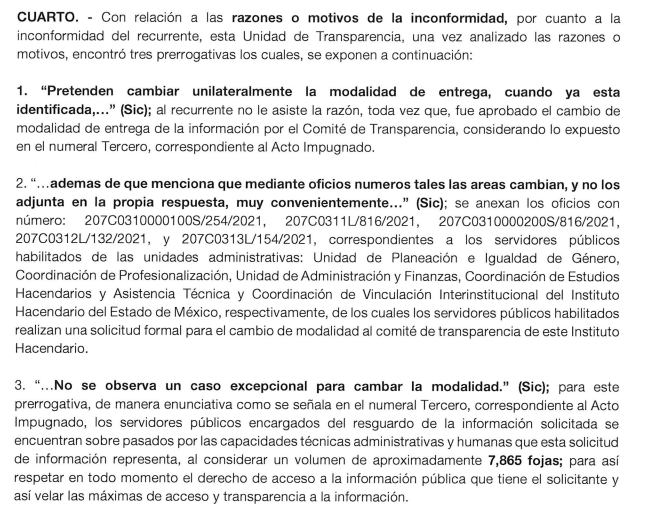 CUARTO. - Con relación a las razones o motivos de la inconformidad, por cuanto a la
inconformidad del recurrente, esta Unidad de Transparencia, una vez analizado las razones o
motivos, encontró tres prerrogativas los cuales, se exponen a continuación:
1. “Pretenden cambiar unilateralmente la modalidad de entrega, cuando ya esta
identificada,...” (Sic); al recurrente no le asiste la razón, toda vez que, fue aprobado el cambio de
modalidad de entrega de la información por el Comité de Transparencia, considerando lo expuesto
en el numeral Tercero, correspondiente al Acto Impugnado.
2. “...ademas de que menciona que mediante oficios numeros tales las areas cambian, y no los
adjunta en la propia respuesta, muy convenientemente...” (Sic); se anexan los oficios con
número: 207C0310000100S/254/2021, 207C0311L/816/2021, 207C0310000200S/816/2021,
207C0312L/132/2021, y 207C0313L/154/2021, correspondientes a los servidores públicos
habilitados de las unidades administrativas: Unidad de Planeación e Igualdad de Género,
Coordinación de Profesionalización, Unidad de Administración y Finanzas, Coordinación de Estudios
Hacendarios y Asistencia Técnica y Coordinación de Vinculación Interinstitucional del Instituto
Hacendario del Estado de México, respectivamente, de los cuales los servidores públicos habilitados
realizan una solicitud formal para el cambio de modalidad al comité de transparencia de este Instituto
Hacendario.
3. “...No se observa un caso excepcional para cambar la modalidad.” (Sic); para este
prerrogativa, de manera enunciativa como se señala en el numeral Tercero, correspondiente al Acto
Impugnado, los servidores públicos encargados del resguardo de la información solicitada se
encuentran sobre pasados por las capacidades técnicas administrativas y humanas que esta solicitud
de información representa, al considerar un volumen de aproximadamente 7,865 fojas; para así
respetar en todo momento el derecho de acceso a la información pública que tiene el solicitante y
así velar las máximas de acceso y transparencia a la información.